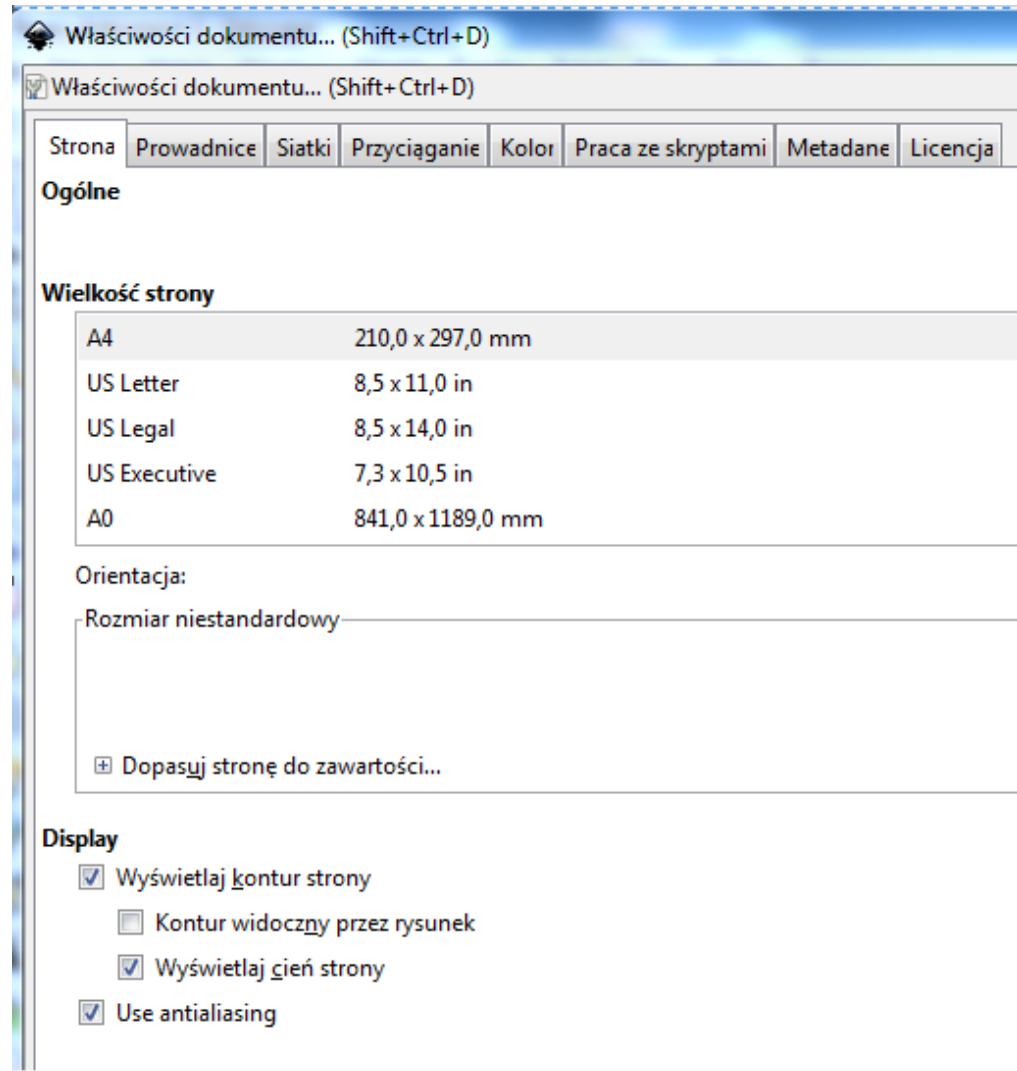 Właściwości dokumentu... (Shift+Ctrl+D)
Właściwości dokumentu... (Shift+Ctrl+D)
Strona Prowadnice Siatki Przyciąganie Kolor Praca ze skryptami Metadane Licencja
Ogólne
Wielkość strony
A4 210,0 x 297,0 mm
US Letter 8,5 x 11,0 in
US Legal 8,5 x 14,0 in
US Executive 7,3 x 10,5 in
A0 841,0 x 1189,0 mm
Orientacja:
Rozmiar niestandardowy
Dopasuj stronę do zawartości...
Display
Wyświetlaj kontur strony
Kontur widoczny przez rysunek
Wyświetlaj cień strony
Use antialiasing